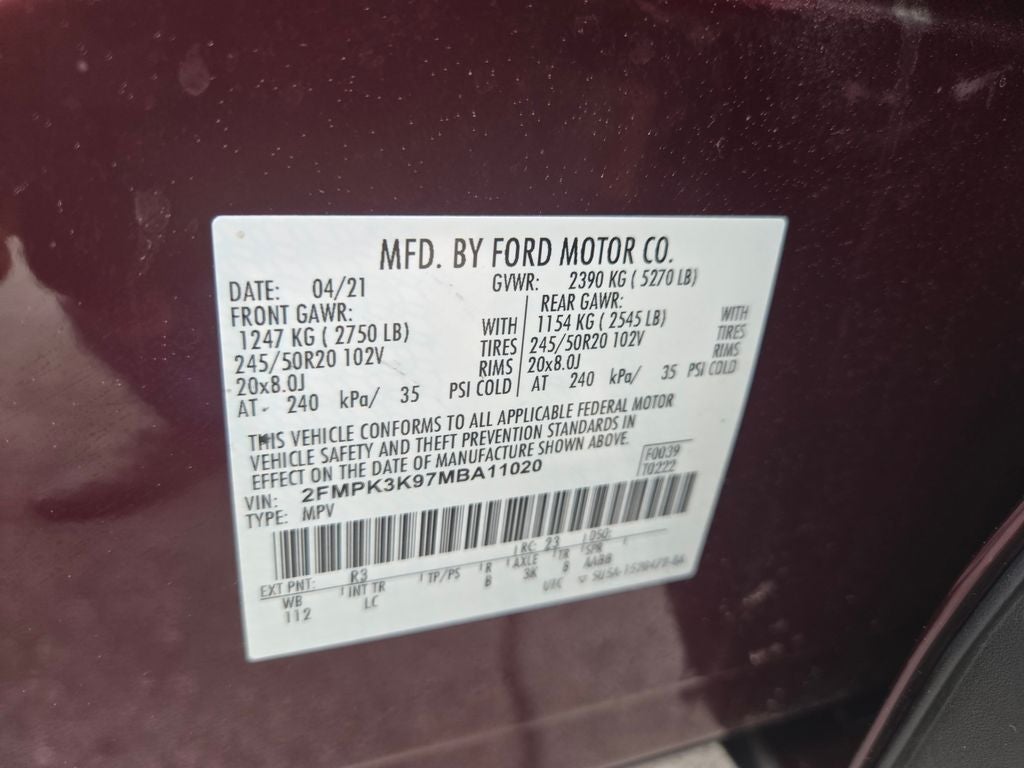 MFD. BY FORD MOTOR CO.
DATE: 04/21 GVWR: 2390 KG ( 5270 LB)
FRONT GAWR: REAR GAWR:
1247 KG ( 2750 LB) WITH 1154 KG ( 2545 LB) WITH
245/50R20 102V TIRES 245/50R20 102V TIRES
20x8.0J RIMS 20x8.0J RIMS
AT 240 kPa/ 35 PSI COLD AT 240 kPa/ 35 PSI COLD
THIS VEHICLE CONFORMS TO ALL APPLICABLE FEDERAL MOTOR
VEHICLE SAFETY AND THEFT PREVENTION STANDARDS IN
EFFECT ON THE DATE OF MANUFACTURE SHOWN ABOVE.
F0039
T0222
VIN: 2FMPK3K97MBA11020
TYPE: MPV
EXT PNT: R3 RC: 23 DSO:
WB INT TR TP/PS R AXLE TR SPR
112 LC B 3K B AABB
UTC